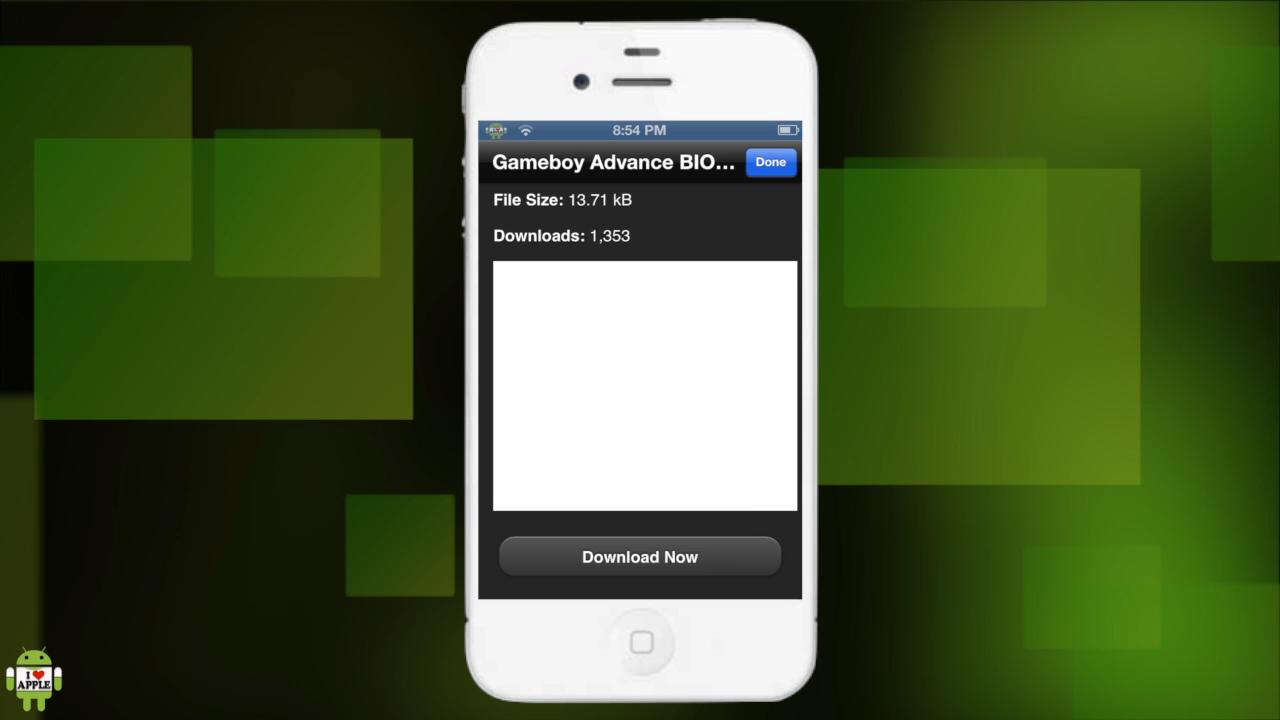 8:54 PM
Gameboy Advance BIO...
Done
File Size: 13.71 kB
Downloads: 1,353
Download Now
I ❤
APPLE